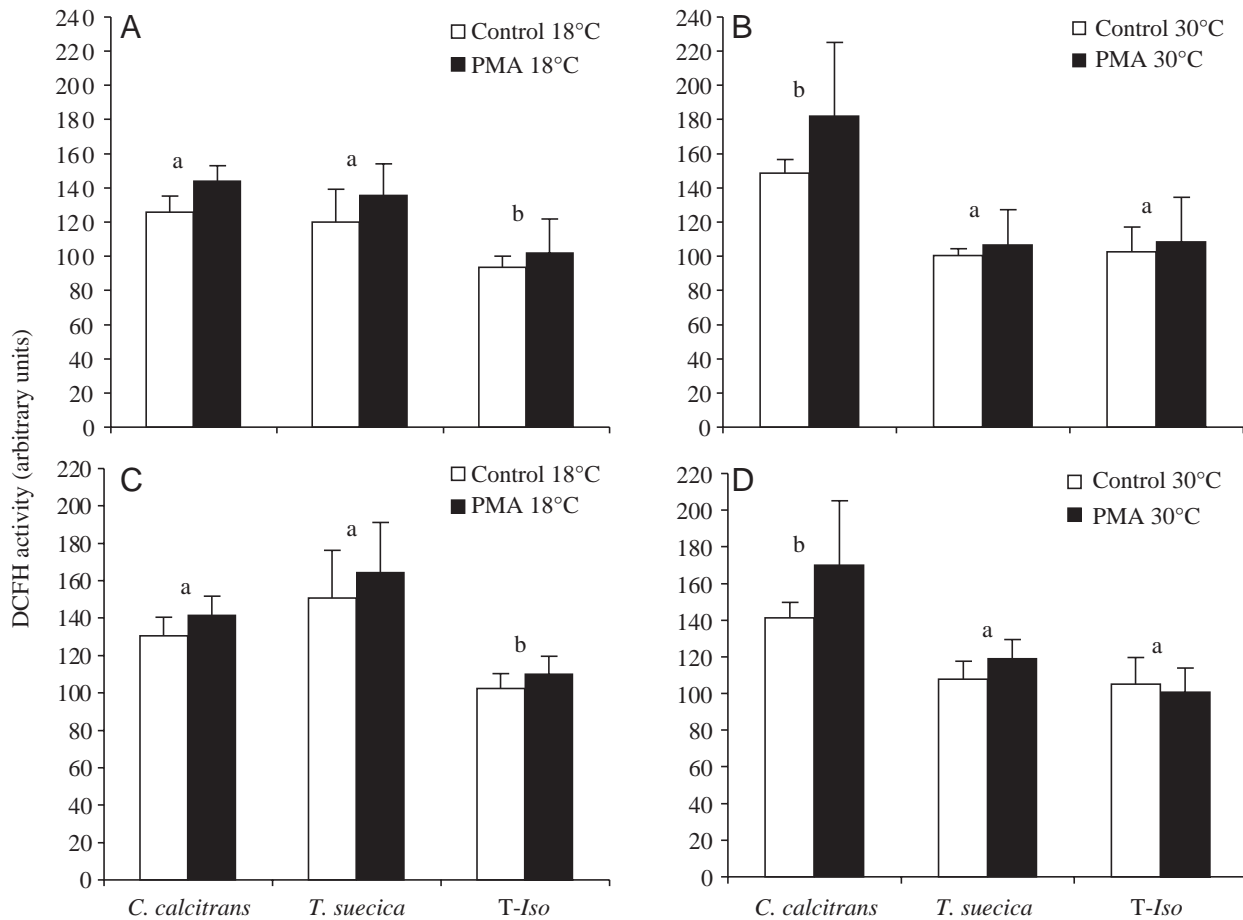 DCFH activity (arbitrary units)
A
Control 18°C
PMA 18°C
240
220
200
180
160
140
120
100
80
60
40
20
0
a
a
b
B
Control 30°C
PMA 30°C
240
220
200
180
160
140
120
100
80
60
40
20
0
b
a
a
C
Control 18°C
PMA 18°C
220
200
180
160
140
120
100
80
60
40
20
0
a
a
b
C. calcitrans
T. suecica
T-Iso
D
Control 30°C
PMA 30°C
220
200
180
160
140
120
100
80
60
40
20
0
b
a
a
C. calcitrans
T. suecica
T-Iso